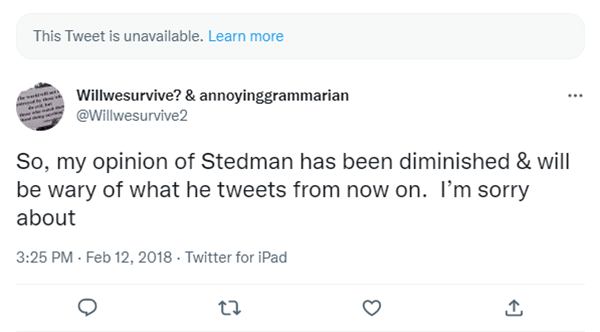 This Tweet is unavailable. Learn more
Willwesurvive? & annoyinggrammarian
@Willwesurvive2
So, my opinion of Stedman has been diminished & will
be wary of what he tweets from now on.  I’m sorry
about
3:25 PM · Feb 12, 2018 · Twitter for iPad